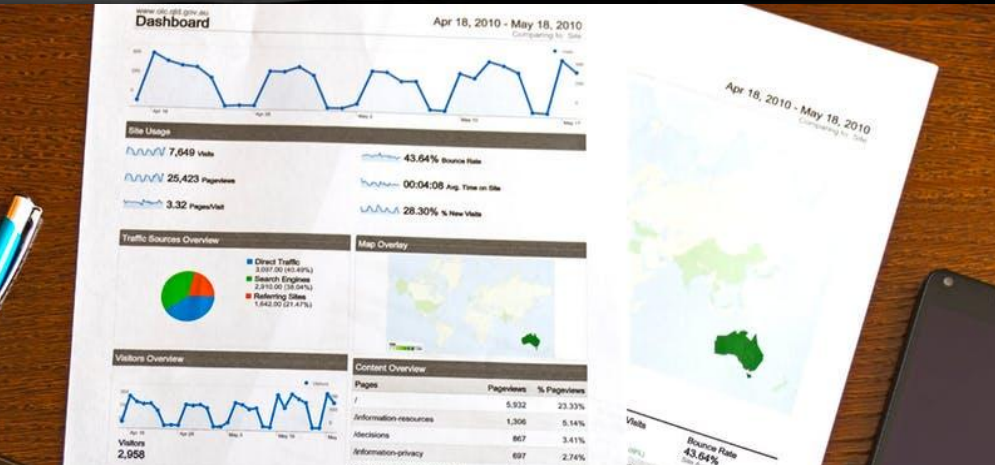 www.oic.qld.gov.au
Dashboard
Apr 18, 2010 - May 18, 2010
Comparing to: Site
Site Usage
7,649 Visits
43.64% Bounce Rate
25,423 Pageviews
00:04:08 Avg. Time on Site
3.32 Pages/Visit
28.30% % New Visits
Traffic Sources Overview
Direct Traffic
3,097.00 (40.49%)
Search Engines
2,910.00 (38.04%)
Referring Sites
1,642.00 (21.47%)
Map Overlay
Visitors Overview
Visitors
Visitors
2,958
Content Overview
Pages Pageviews % Pageviews
/ 5,932 23.33%
/information-resources 1,306 5.14%
/decisions 867 3.41%
/information-privacy 697 2.74%
Apr 18, 2010 - May 18, 2010
Comparing to: Site
Visits
Bounce Rate
43.64%